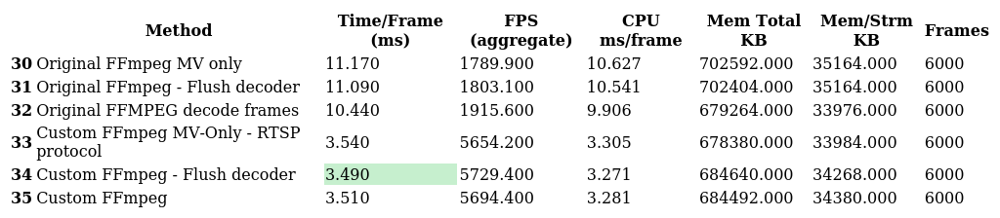 Method Time/Frame (ms) FPS (aggregate) CPU ms/frame Mem Total KB Mem/Strm KB Frames
30 Original FFmpeg MV only 11.170 1789.900 10.627 702592.000 35164.000 6000
31 Original FFmpeg - Flush decoder 11.090 1803.100 10.541 702404.000 35148.000 6000
32 Original FFMPEG decode frames 10.440 1915.600 9.906 679264.000 33976.000 6000
33 Custom FFmpeg MV-Only - RTSP protocol 3.540 5654.200 3.305 678380.000 33984.000 6000
34 Custom FFmpeg - Flush decoder 3.490 5729.400 3.271 684640.000 34268.000 6000
35 Custom FFmpeg 3.510 5694.400 3.281 684492.000 34380.000 6000